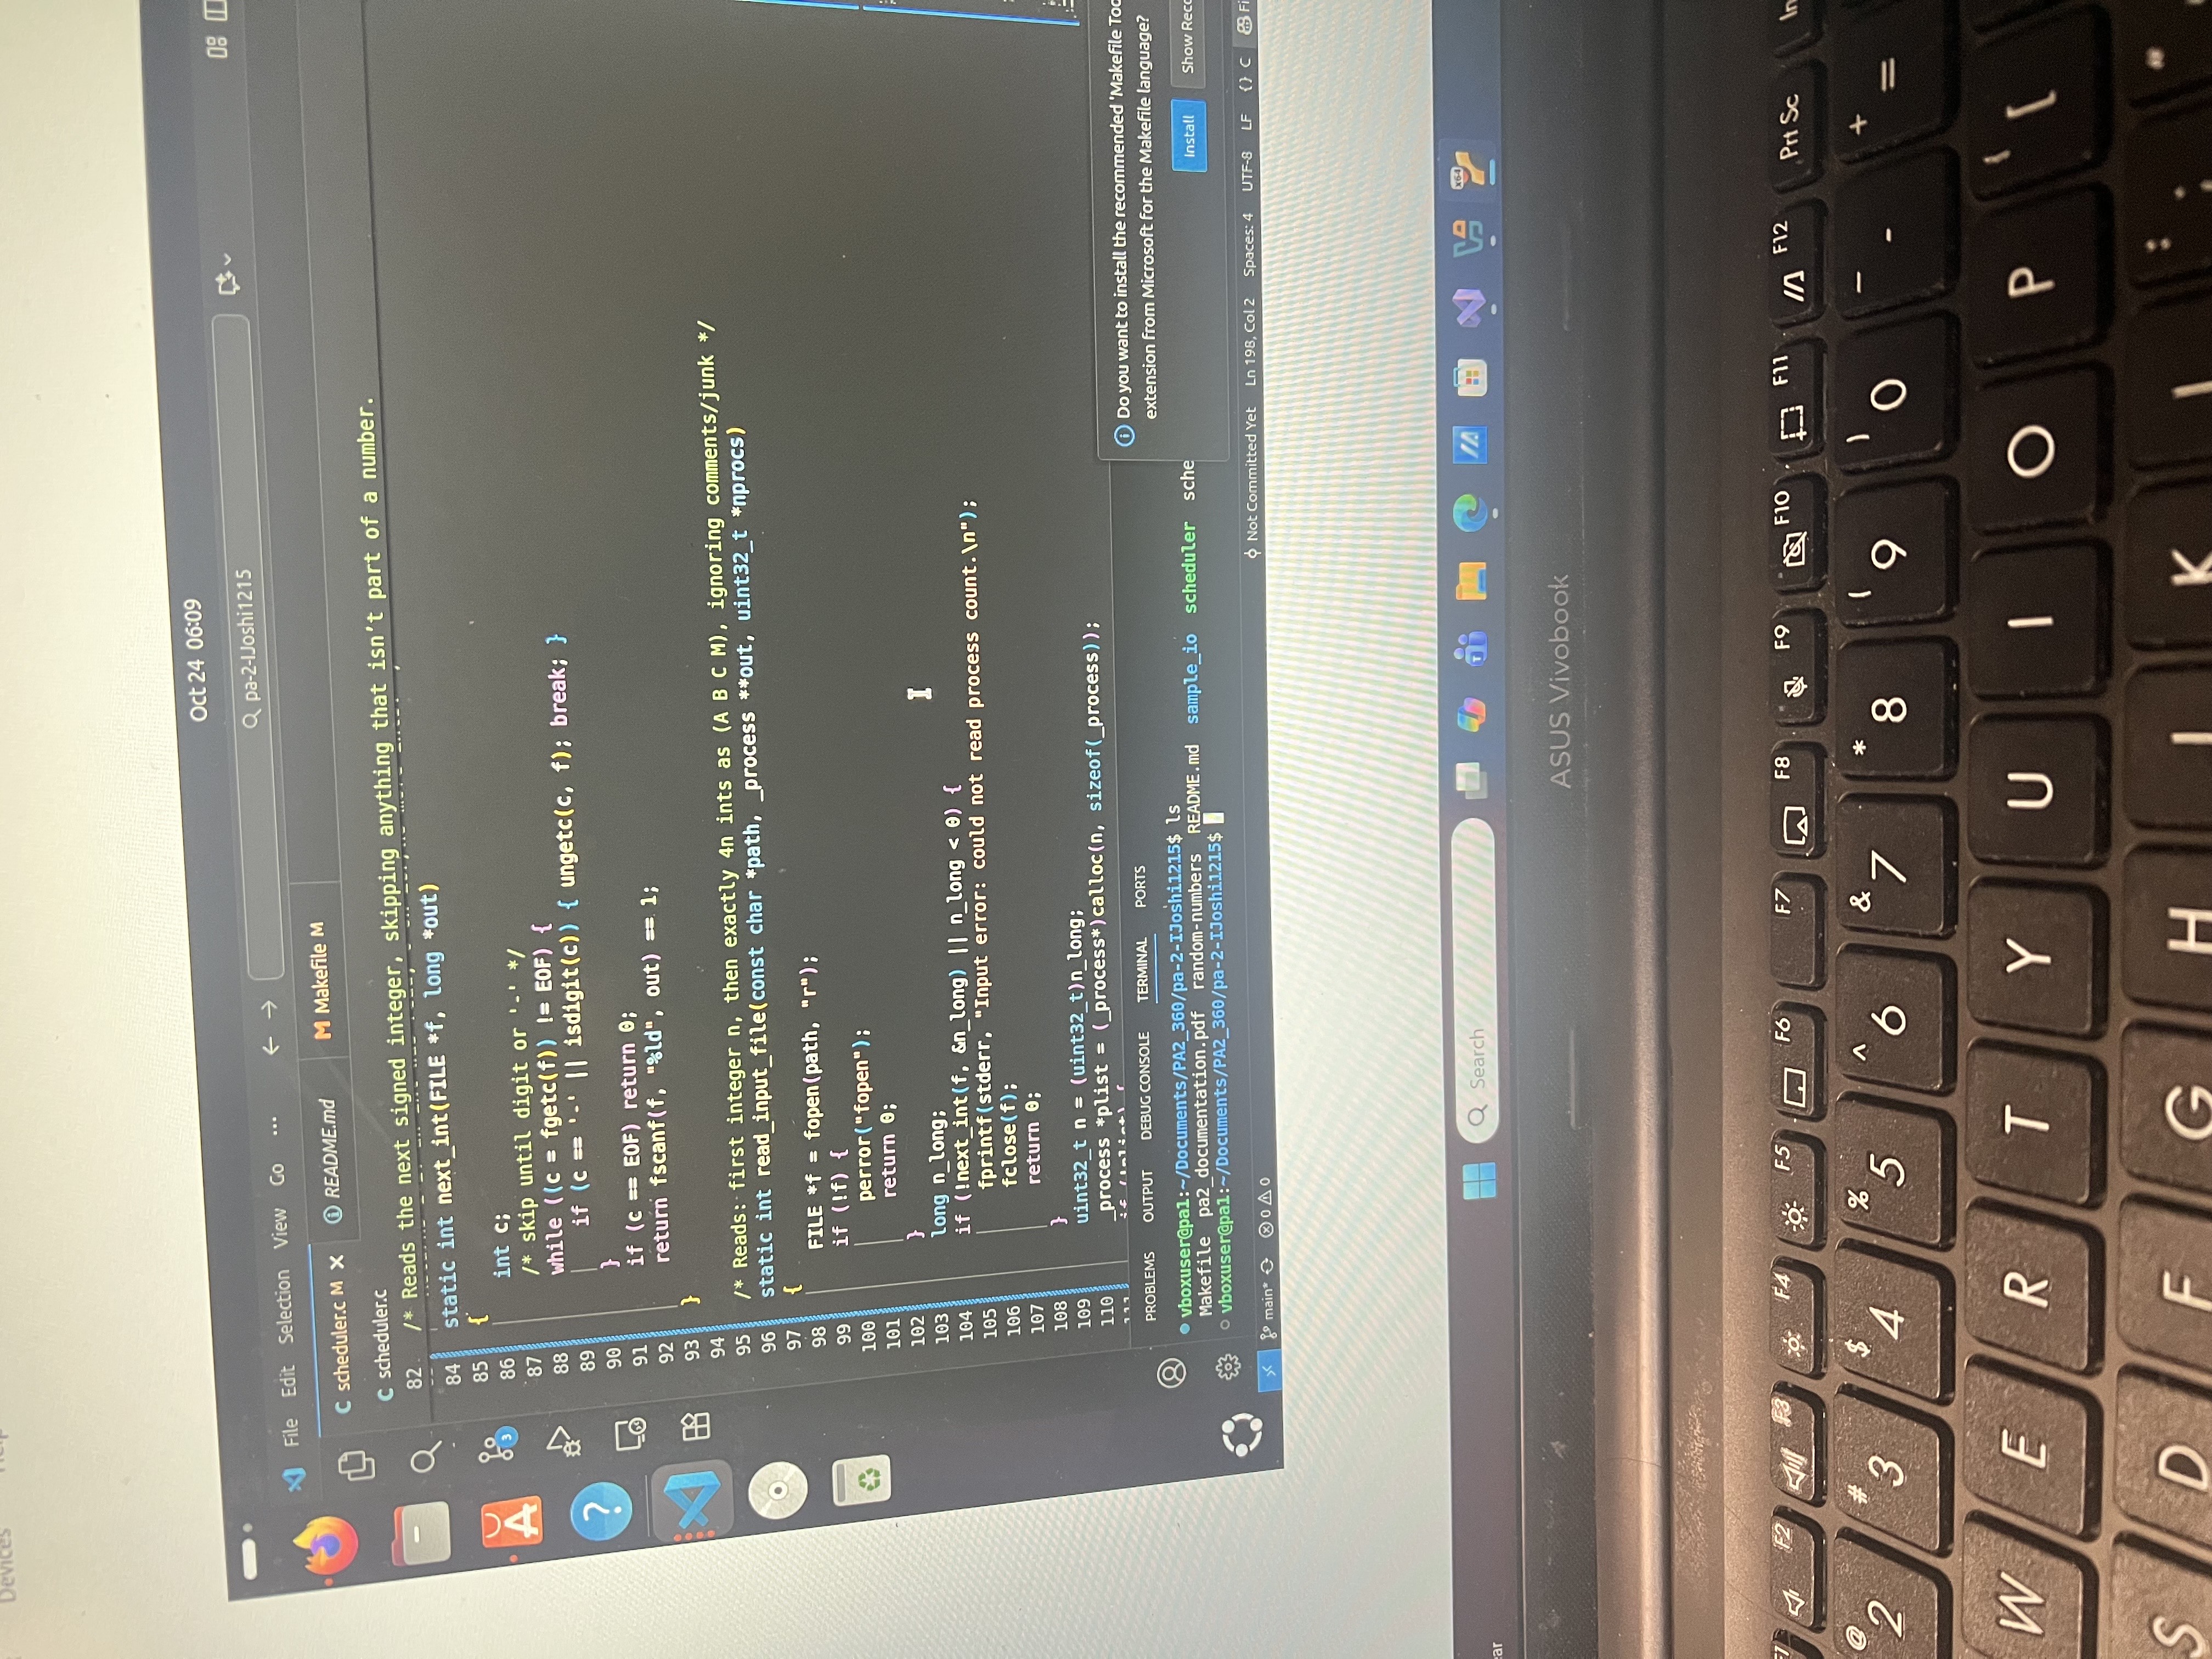 Devices Help
Oct 24 06:09
pa-2-IJoshi1215
File Edit Selection View Go ...
C scheduler.c M
README.md
M Makefile M
C scheduler.c
82 /* Reads the next signed integer, skipping anything that isn't part of a number.
84 static int next_int(FILE *f, long *out)
85 {
86 int c;
87 /* skip until digit or '-' */
88 while ((c = fgetc(f)) != EOF) {
89 if (c == '-' || isdigit(c)) { ungetc(c, f); break; }
90 }
91 if (c == EOF) return 0;
92 return fscanf(f, "%ld", out) == 1;
93 }
94
95 /* Reads: first integer n, then exactly 4n ints as (A B C M), ignoring comments/junk */
96 static int read_input_file(const char *path, _process **out, uint32_t *nprocs)
97 {
98 FILE *f = fopen(path, "r");
99 if (!f) {
100 perror("fopen");
101 return 0;
102 }
103 long n_long;
104 if (!next_int(f, &n_long) || n_long < 0) {
105 fprintf(stderr, "Input error: could not read process count.\n");
106 fclose(f);
107 return 0;
108 }
109 uint32_t n = (uint32_t)n_long;
110 _process *plist = (_process*)calloc(n, sizeof(_process));
111 if (!plist) {
PROBLEMS OUTPUT DEBUG CONSOLE TERMINAL PORTS
vboxuser@pa1:~/Documents/PA2_360/pa-2-IJoshi1215$ ls
Makefile pa2_documentation.pdf random-numbers README.md sample_io scheduler sche
vboxuser@pa1:~/Documents/PA2_360/pa-2-IJoshi1215$
Do you want to install the recommended 'Makefile Too
extension from Microsoft for the Makefile language?
Install
Show Reco
3
main* 0 0
Not Committed Yet Ln 198, Col 2 Spaces: 4 UTF-8 LF {} C Fi
ear
Search
x64
ASUS Vivobook
F1 F2 F3 F4 F5 F6 F7 F8 F9 F10 F11 F12 Prt Sc In
@ # $ % ^ & * ( ) _ +
2 3 4 5 6 7 8 9 0 - =
W E R T Y U I O P { [
S D F G H J K L : ; "